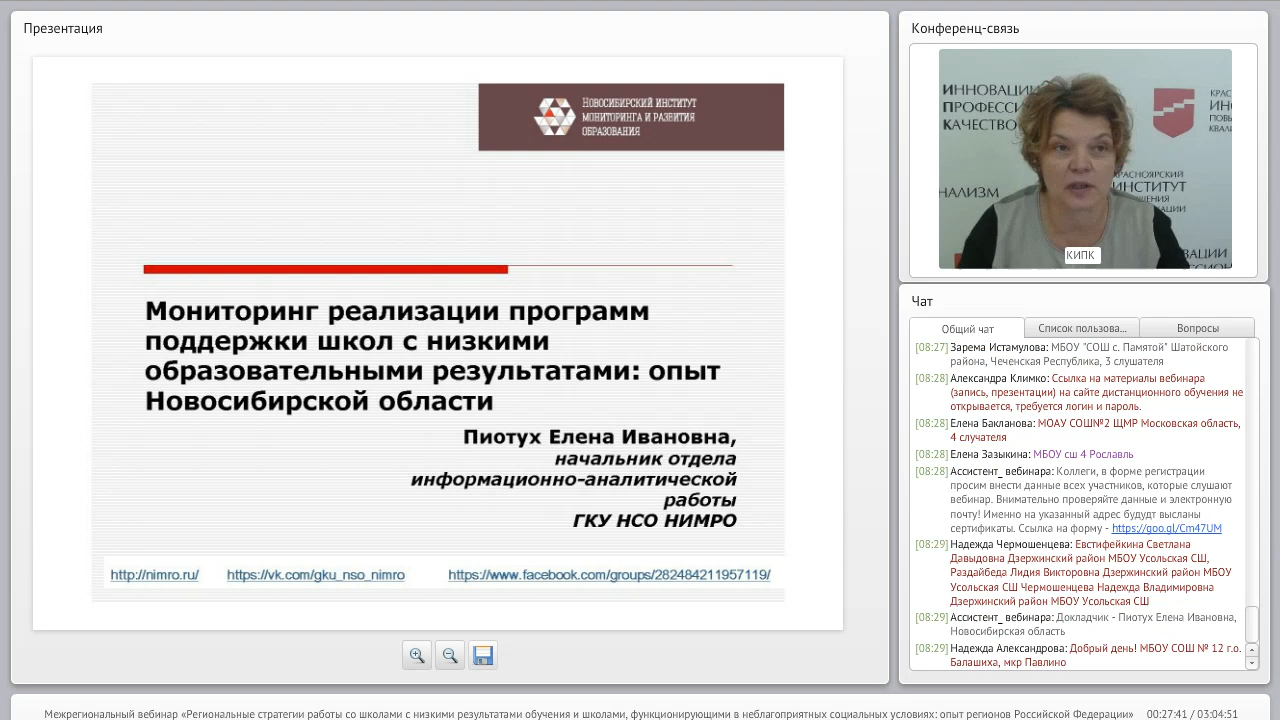 Презентация
Новосибирский институт
мониторинга и развития
образования
Мониторинг реализации программ
поддержки школ с низкими
образовательными результатами: опыт
Новосибирской области
Пиотух Елена Ивановна,
начальник отдела
информационно-аналитической
работы
ГКУ НСО НИМРО
http://nimro.ru/ https://vk.com/gku_nso_nimro https://www.facebook.com/groups/282484211957119/
Конференц-связь
ИННОВАЦИ
ПРОФЕССИ
КАЧЕСТВО
НАЛИЗМ
КРАС
ИН
ПОВЫ
КВАЛИ
КРАСНОЯРСКИЙ
ИНСТИТУТ
КИПК
Чат
Общий чат
Список пользова...
Вопросы
[08:27] Зарема Истамулова: МБОУ "СОШ с. Памятой" Шатойского
района, Чеченская Республика, 3 слушателя
[08:28] Александра Климко: Ссылка на материалы вебинара
(запись, презентации) на сайте дистанционного обучения не
открывается, требуется логин и пароль.
[08:28] Елена Бакланова: МОАУ СОШ№2 ЩМР Московская область,
4 случателя
[08:28] Елена Зазыкина: МБОУ сш 4 Рославль
[08:28] Ассистент_ вебинара: Коллеги, в форме регистрации
просим внести данные всех участников, которые слушают
вебинар. Внимательно проверяйте данные и электронную
почту! Именно на указанный адрес будудт высланы
сертификаты. Ссылка на форму - https://goo.gl/Cm47UM
[08:29] Надежда Чермошенцева: Евстифейкина Светлана
Давыдовна Дзержинский район МБОУ Усольская СШ,
Раздайбеда Лидия Викторовна Дзержинский район МБОУ
Усольская СШ Чермошенцева Надежда Владимировна
Дзержинский район МБОУ Усольская СШ
[08:29] Ассистент_ вебинара: Докладчик - Пиотух Елена Ивановна,
Новосибирская область
[08:29] Надежда Александрова: Добрый день! МБОУ СОШ № 12 г.о.
Балашиха, мкр Павлино
Межрегиональный вебинар «Региональные стратегии работы со школами с низкими результатами обучения и школами, функционирующими в неблагоприятных социальных условиях: опыт регионов Российской Федерации» 00:27:41 / 03:04:51